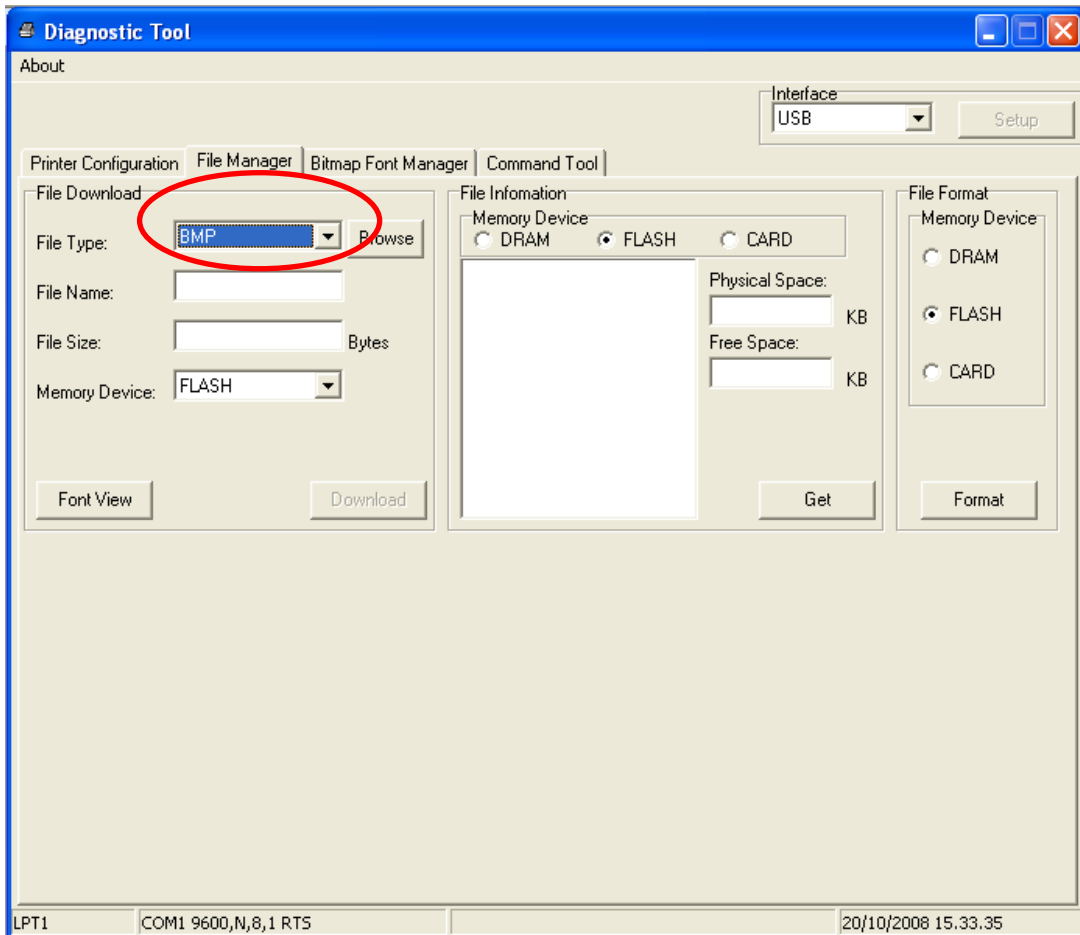 Diagnostic Tool
About
Interface
USB
Setup
Printer Configuration File Manager Bitmap Font Manager Command Tool
File Download
File Type: BMP Browse
File Name:
File Size: Bytes
Memory Device: FLASH
Font View Download
File Infomation
Memory Device
DRAM FLASH CARD
Physical Space:
KB
Free Space:
KB
Get
File Format
Memory Device
DRAM
FLASH
CARD
Format
LPT1 COM1 9600,N,8,1 RTS 20/10/2008 15.33.35